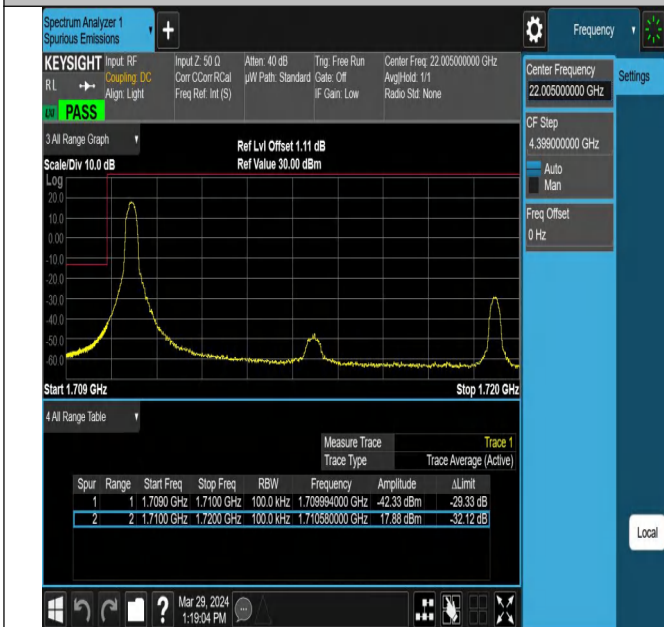 Spectrum Analyzer 1
Spurious Emissions
+
Frequency
KEYSIGHT Input: RF Input Z: 50 Ω Atten: 40 dB Trig: Free Run Center Freq: 22.005000000 GHz
RL Coupling: DC Corr CCorr RCal µW Path: Standard Gate: Off Avg|Hold: 1/1
Align: Light Freq Ref: Int (S) IF Gain: Low Radio Std: None
PASS
Center Frequency
22.005000000 GHz
Settings
CF Step
4.399000000 GHz
Auto
Man
Freq Offset
0 Hz
3 All Range Graph
Ref Lvl Offset 1.11 dB
Scale/Div 10.0 dB Ref Value 30.00 dBm
Log
20.0
10.0
0.00
-10.0
-20.0
-30.0
-40.0
-50.0
-60.0
Start 1.709 GHz Stop 1.720 GHz
4 All Range Table
Measure Trace Trace 1
Trace Type Trace Average (Active)
Spur Range Start Freq Stop Freq RBW Frequency Amplitude ΔLimit
1 1 1.7090 GHz 1.7100 GHz 100.0 kHz 1.709994000 GHz -42.33 dBm -29.33 dB
2 2 1.7100 GHz 1.7200 GHz 100.0 kHz 1.710580000 GHz 17.88 dBm -32.12 dB
Local
? Mar 29, 2024
1:19:04 PM